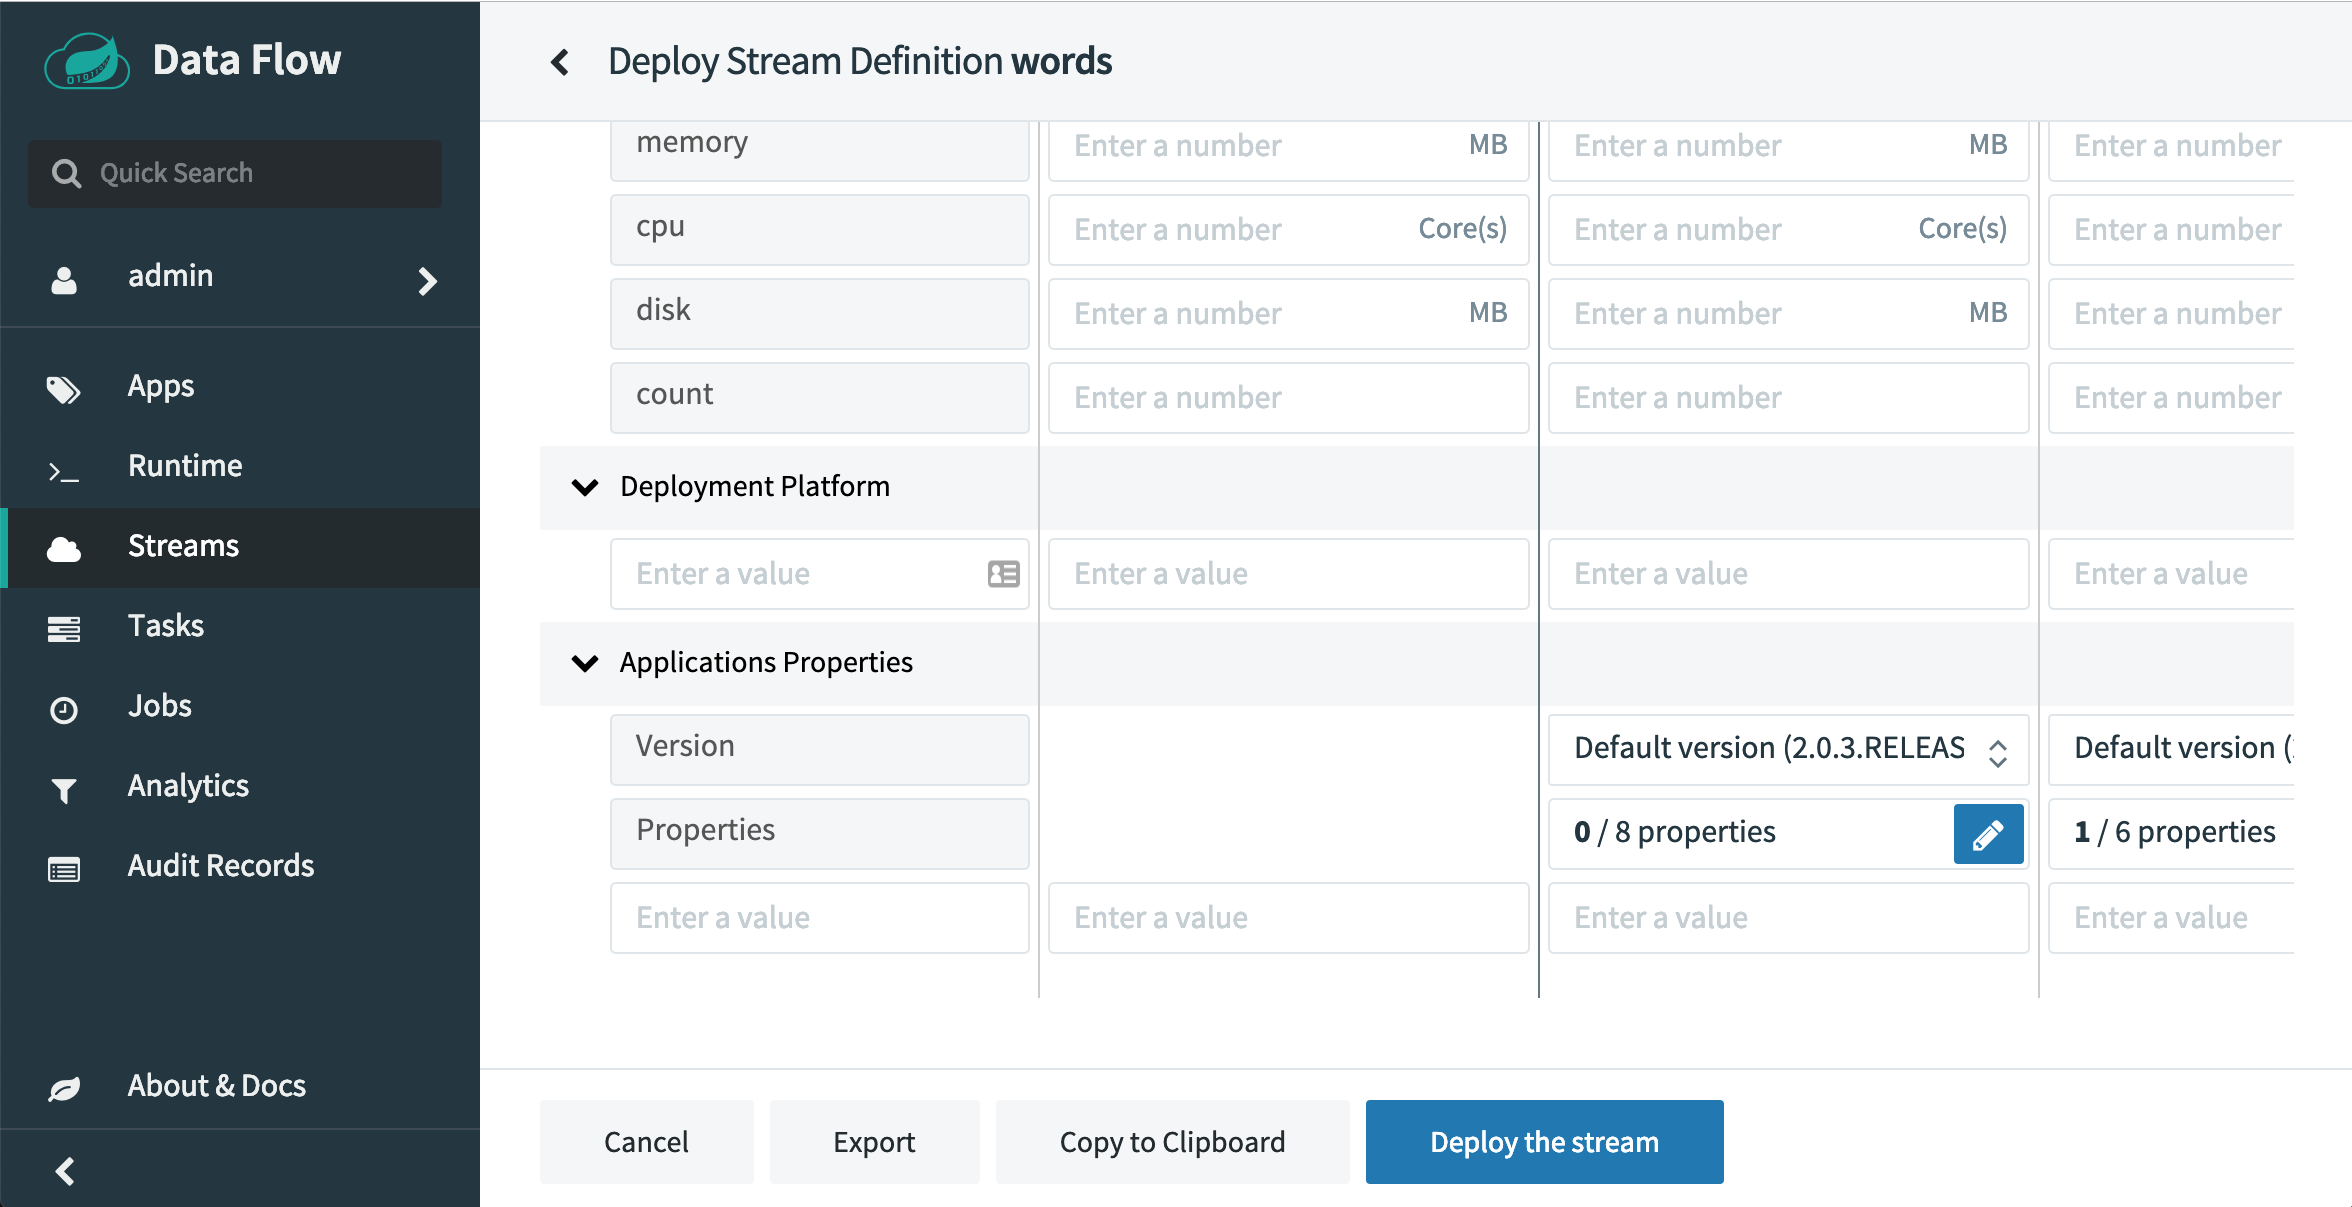 Data Flow
Quick Search
admin
Apps
Runtime
Streams
Tasks
Jobs
Analytics
Audit Records
About & Docs
Deploy Stream Definition words
memory Enter a number MB Enter a number MB Enter a number
cpu Enter a number Core(s) Enter a number Core(s) Enter a number
disk Enter a number MB Enter a number MB Enter a number
count Enter a number Enter a number Enter a number
Deployment Platform
Enter a value Enter a value Enter a value Enter a value
Applications Properties
Version Default version (2.0.3.RELEAS Default version (
Properties 0 / 8 properties 1 / 6 properties
Enter a value Enter a value Enter a value Enter a value
Cancel Export Copy to Clipboard Deploy the stream